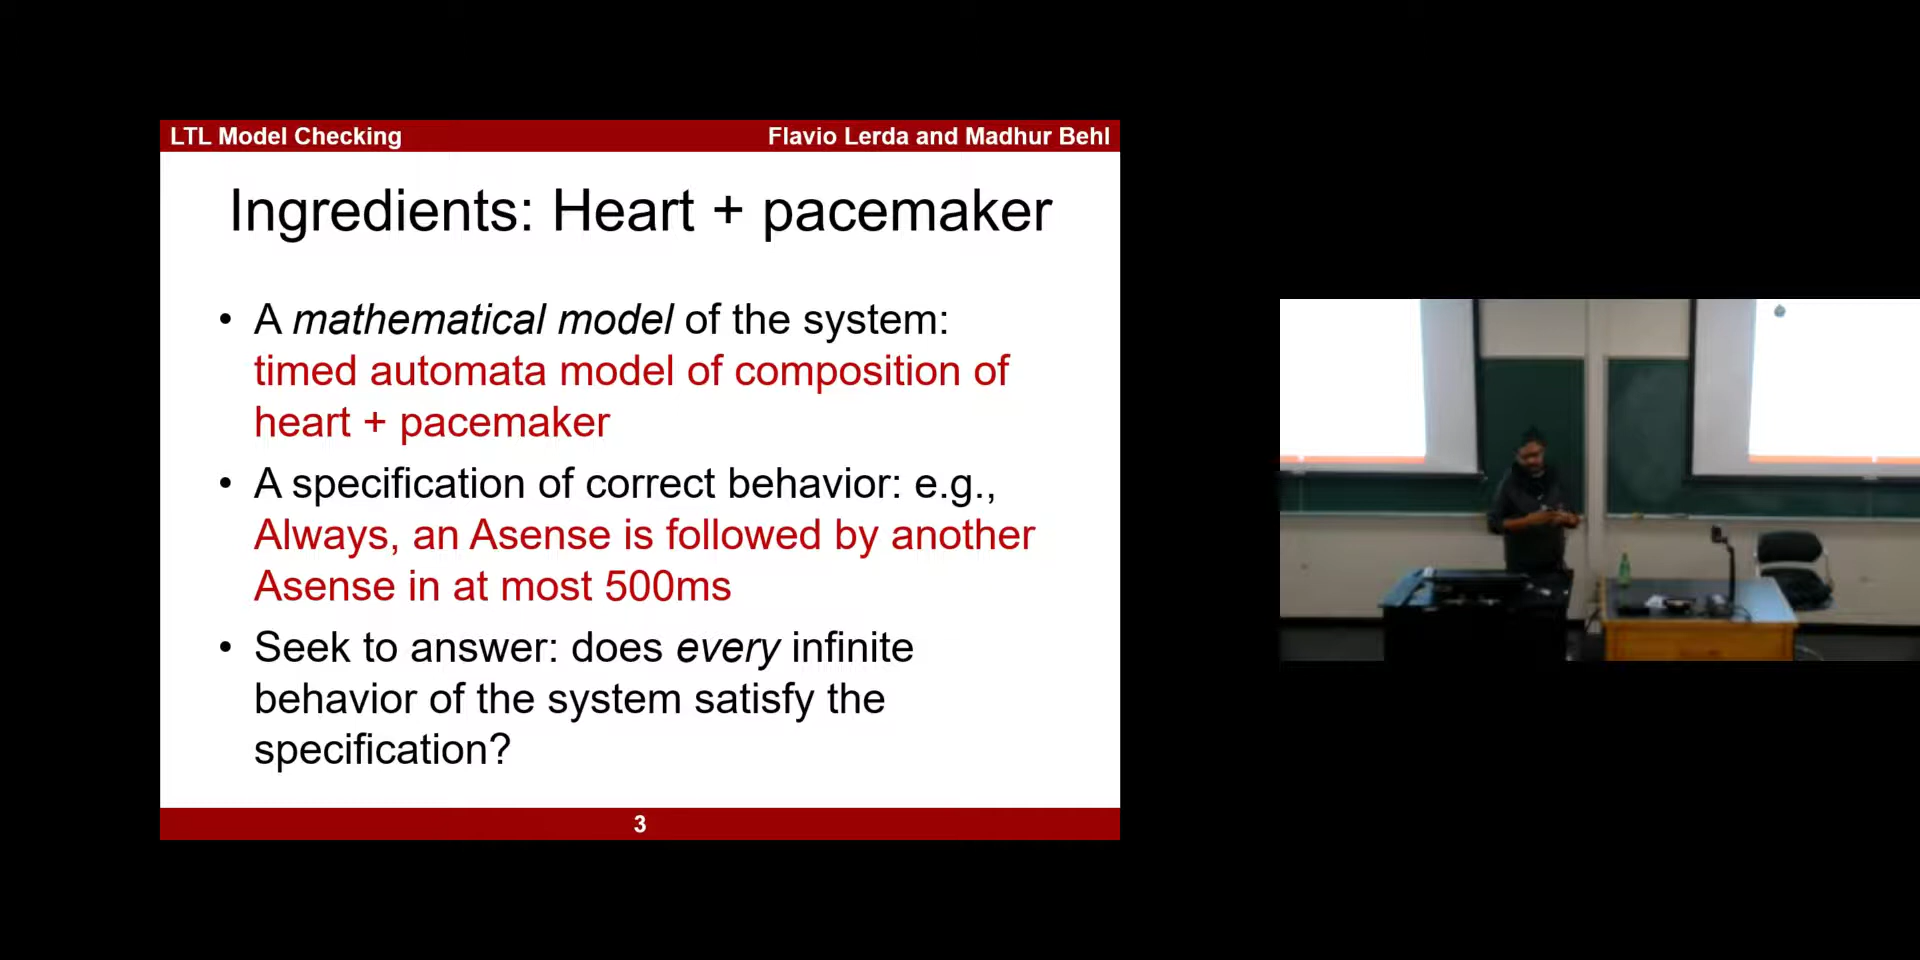 LTL Model Checking
Flavio Lerda and Madhur Behl
Ingredients: Heart + pacemaker
• A mathematical model of the system:
timed automata model of composition of
heart + pacemaker
• A specification of correct behavior: e.g.,
Always, an Asense is followed by another
Asense in at most 500ms
• Seek to answer: does every infinite
behavior of the system satisfy the
specification?
3